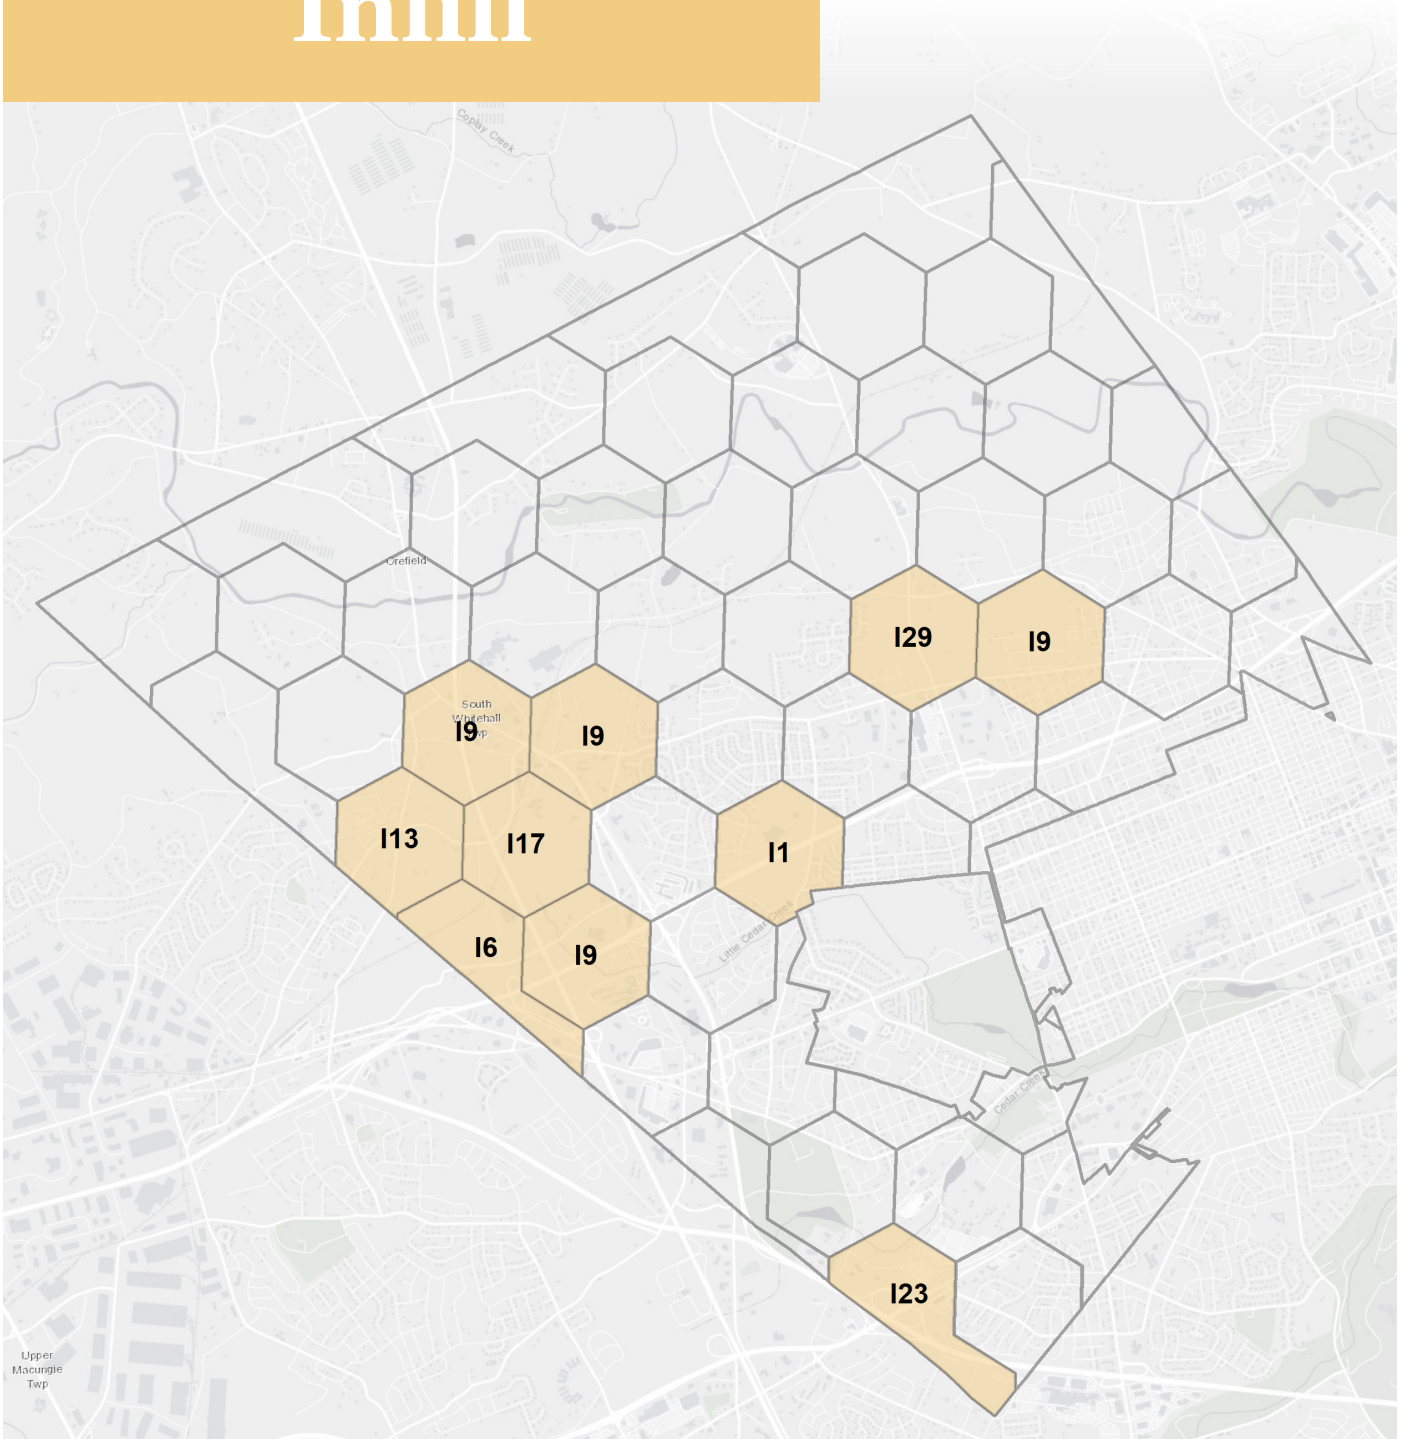 Infill
Coplay Creek
Orefield
I29
I9
South
Whitehall
Twp
I9
I9
I13
I17
I1
Little Cedar Creek
I6
I9
Cedar Creek
I23
Upper
Macungie
Twp